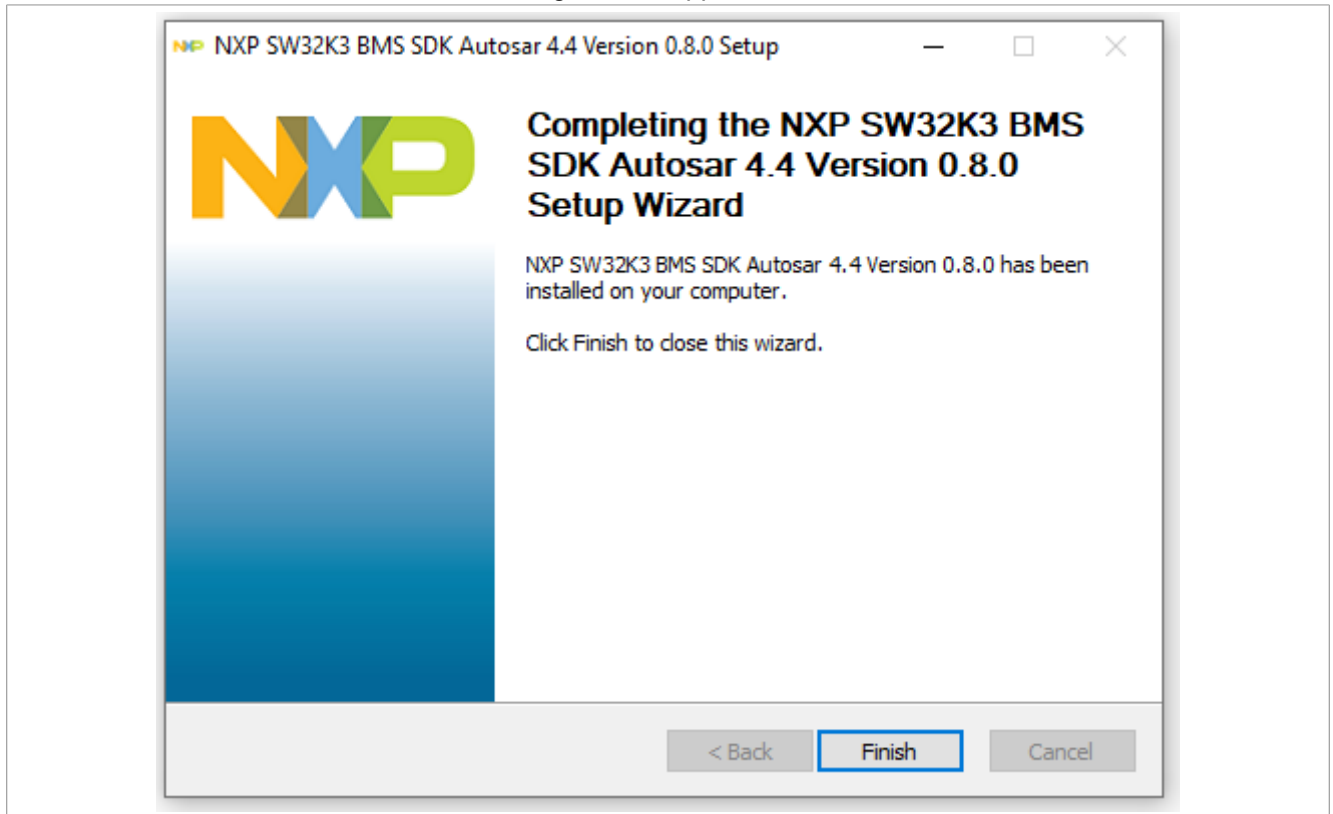 NXP SW32K3 BMS SDK Autosar 4.4 Version 0.8.0 Setup
NXP
Completing the NXP SW32K3 BMS
SDK Autosar 4.4 Version 0.8.0
Setup Wizard
NXP SW32K3 BMS SDK Autosar 4.4 Version 0.8.0 has been
installed on your computer.
Click Finish to close this wizard.
< Back
Finish
Cancel